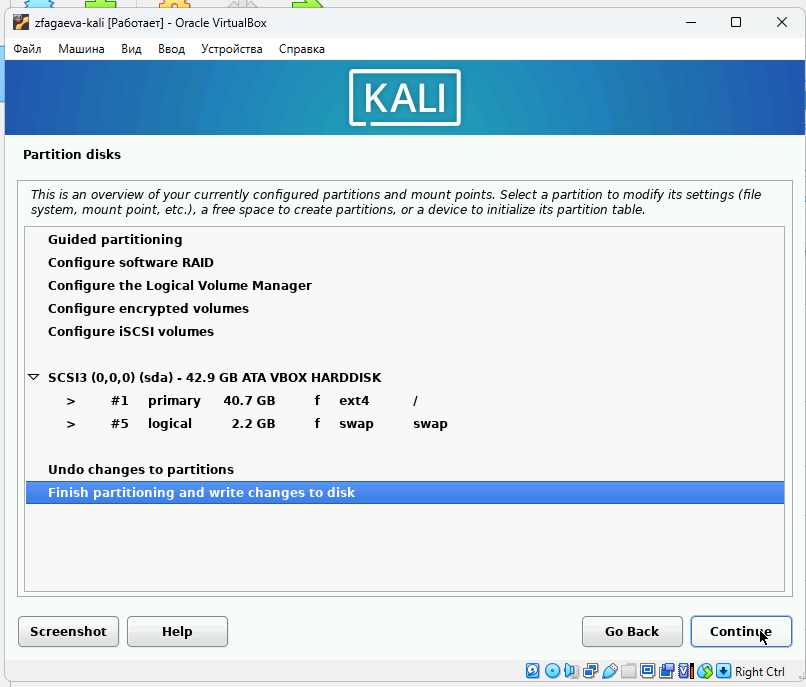 zfagaeva-kali [Работает] - Oracle VirtualBox
Файл Машина Вид Ввод Устройства Справка
KALI
Partition disks
This is an overview of your currently configured partitions and mount points. Select a partition to modify its settings (file
system, mount point, etc.), a free space to create partitions, or a device to initialize its partition table.
Guided partitioning
Configure software RAID
Configure the Logical Volume Manager
Configure encrypted volumes
Configure iSCSI volumes
SCSI3 (0,0,0) (sda) - 42.9 GB ATA VBOX HARDDISK
> #1 primary 40.7 GB f ext4 /
> #5 logical 2.2 GB f swap swap
Undo changes to partitions
Finish partitioning and write changes to disk
Screenshot Help Go Back Continue
Right Ctrl